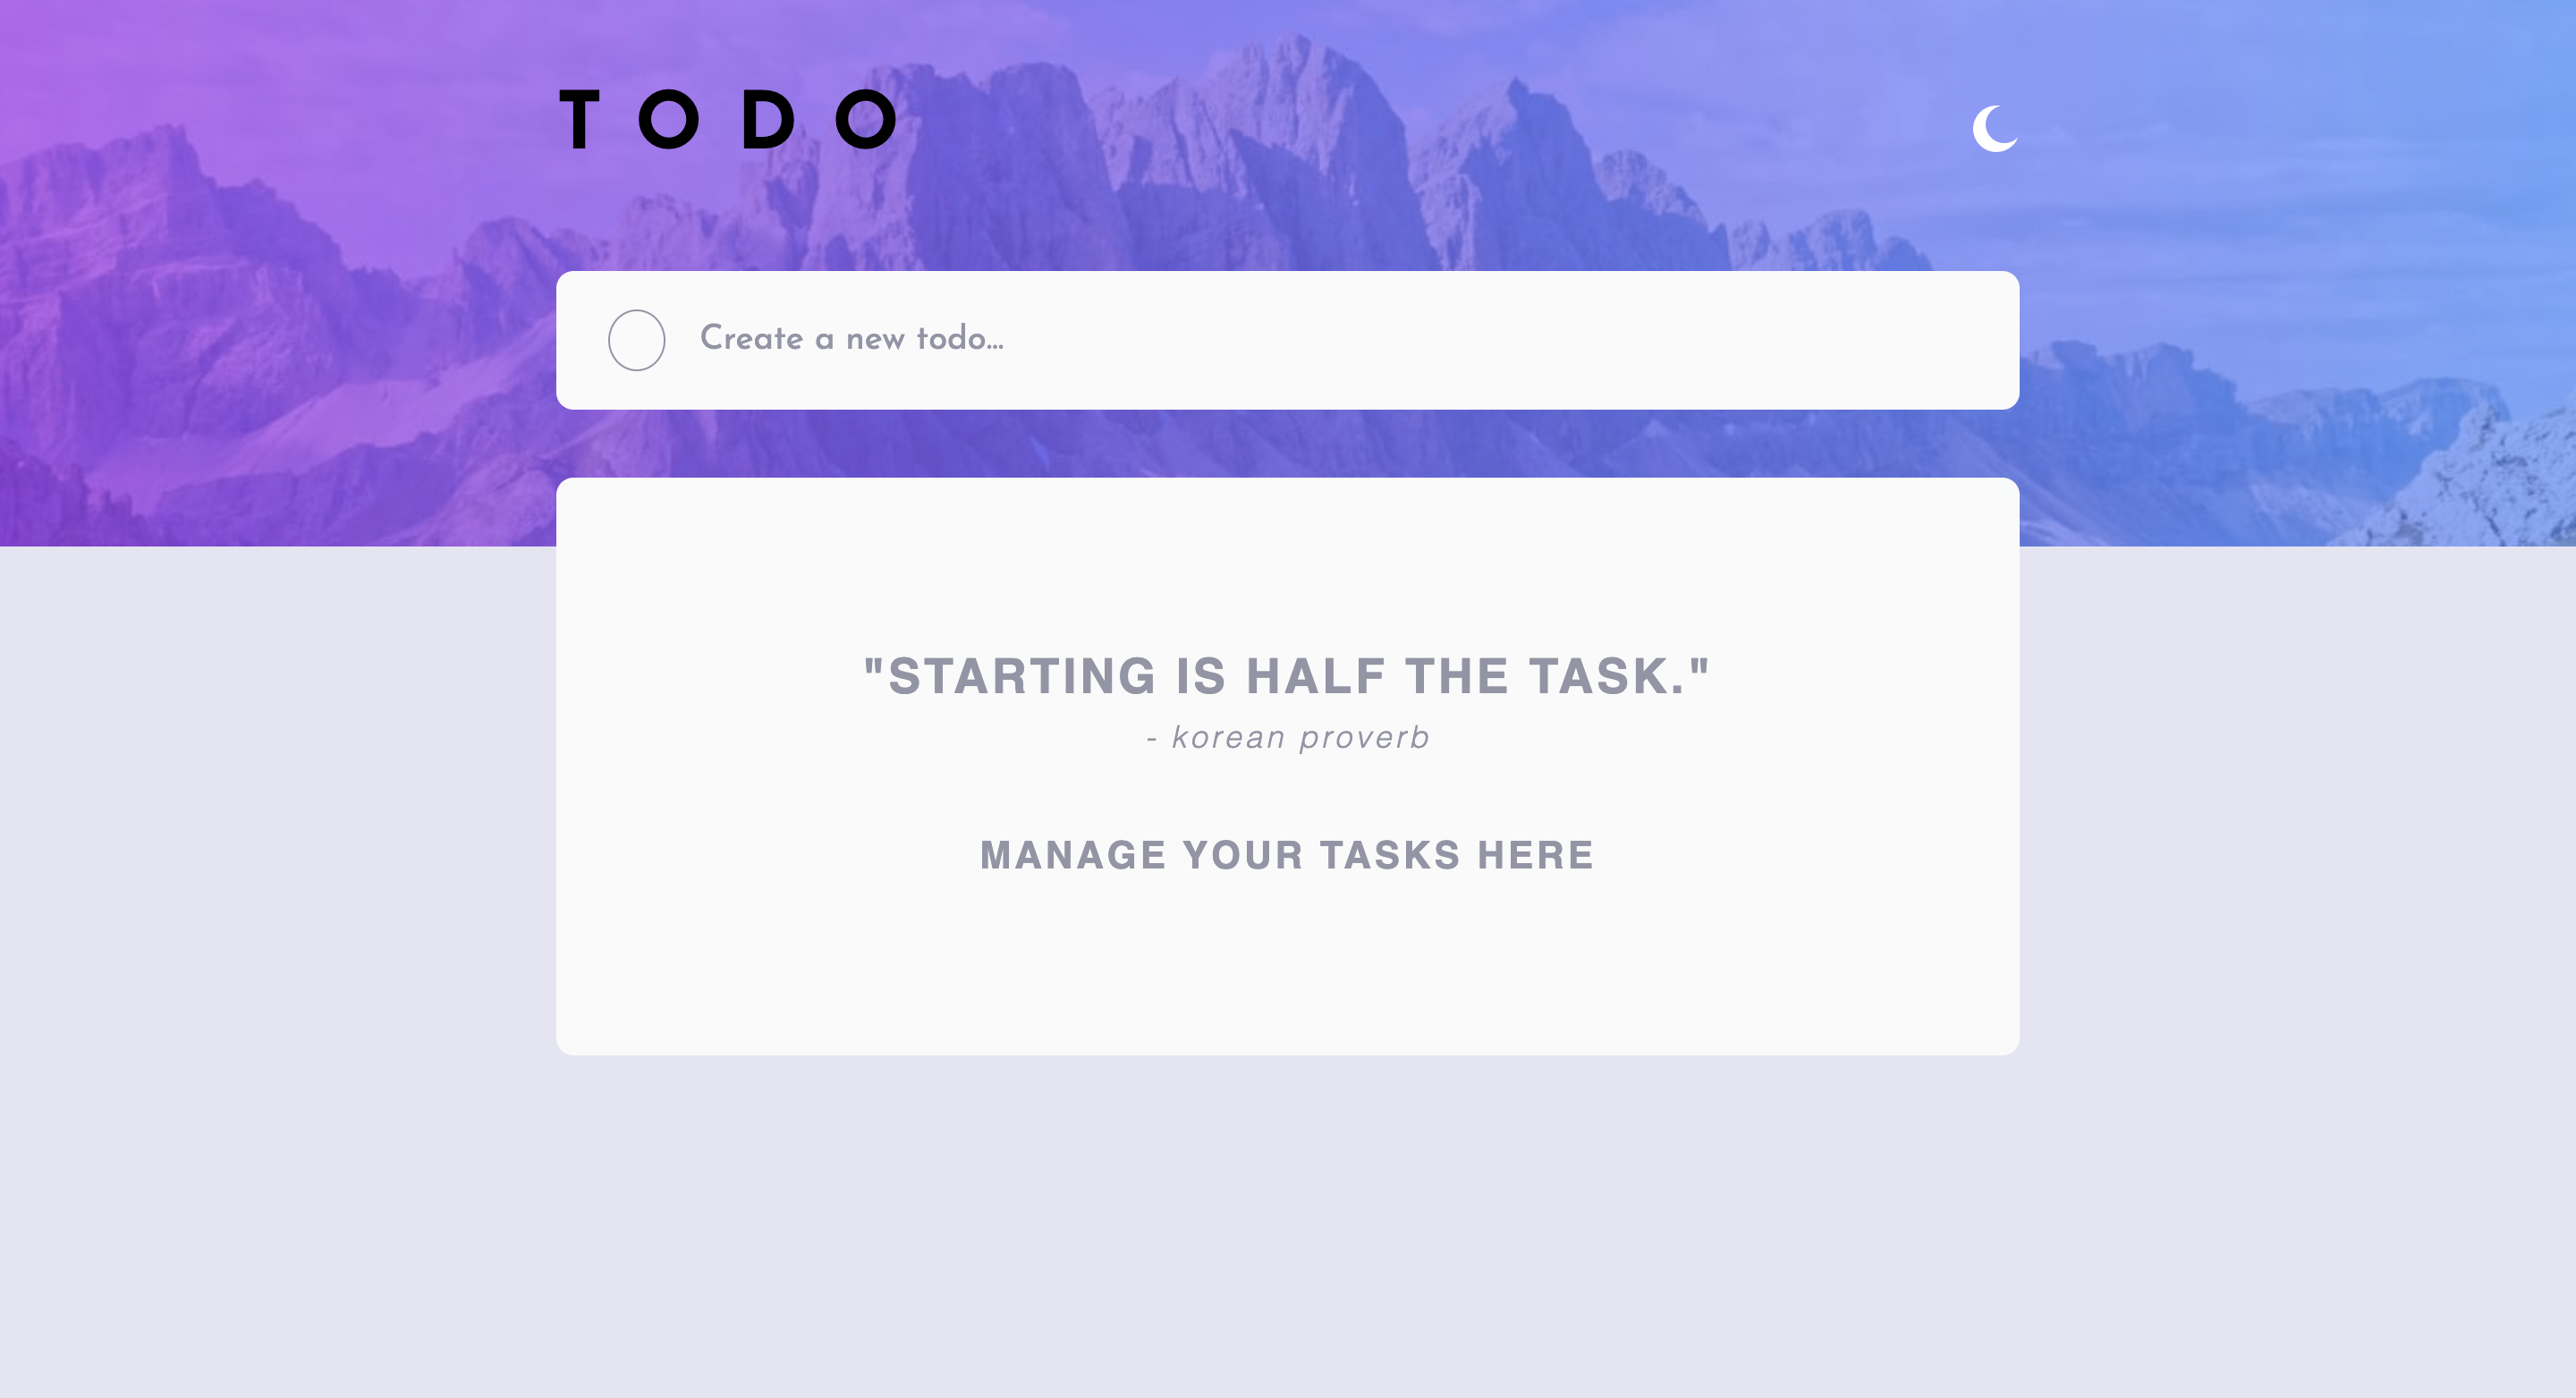 TODO
Create a new todo...
"STARTING IS HALF THE TASK."
- korean proverb
MANAGE YOUR TASKS HERE